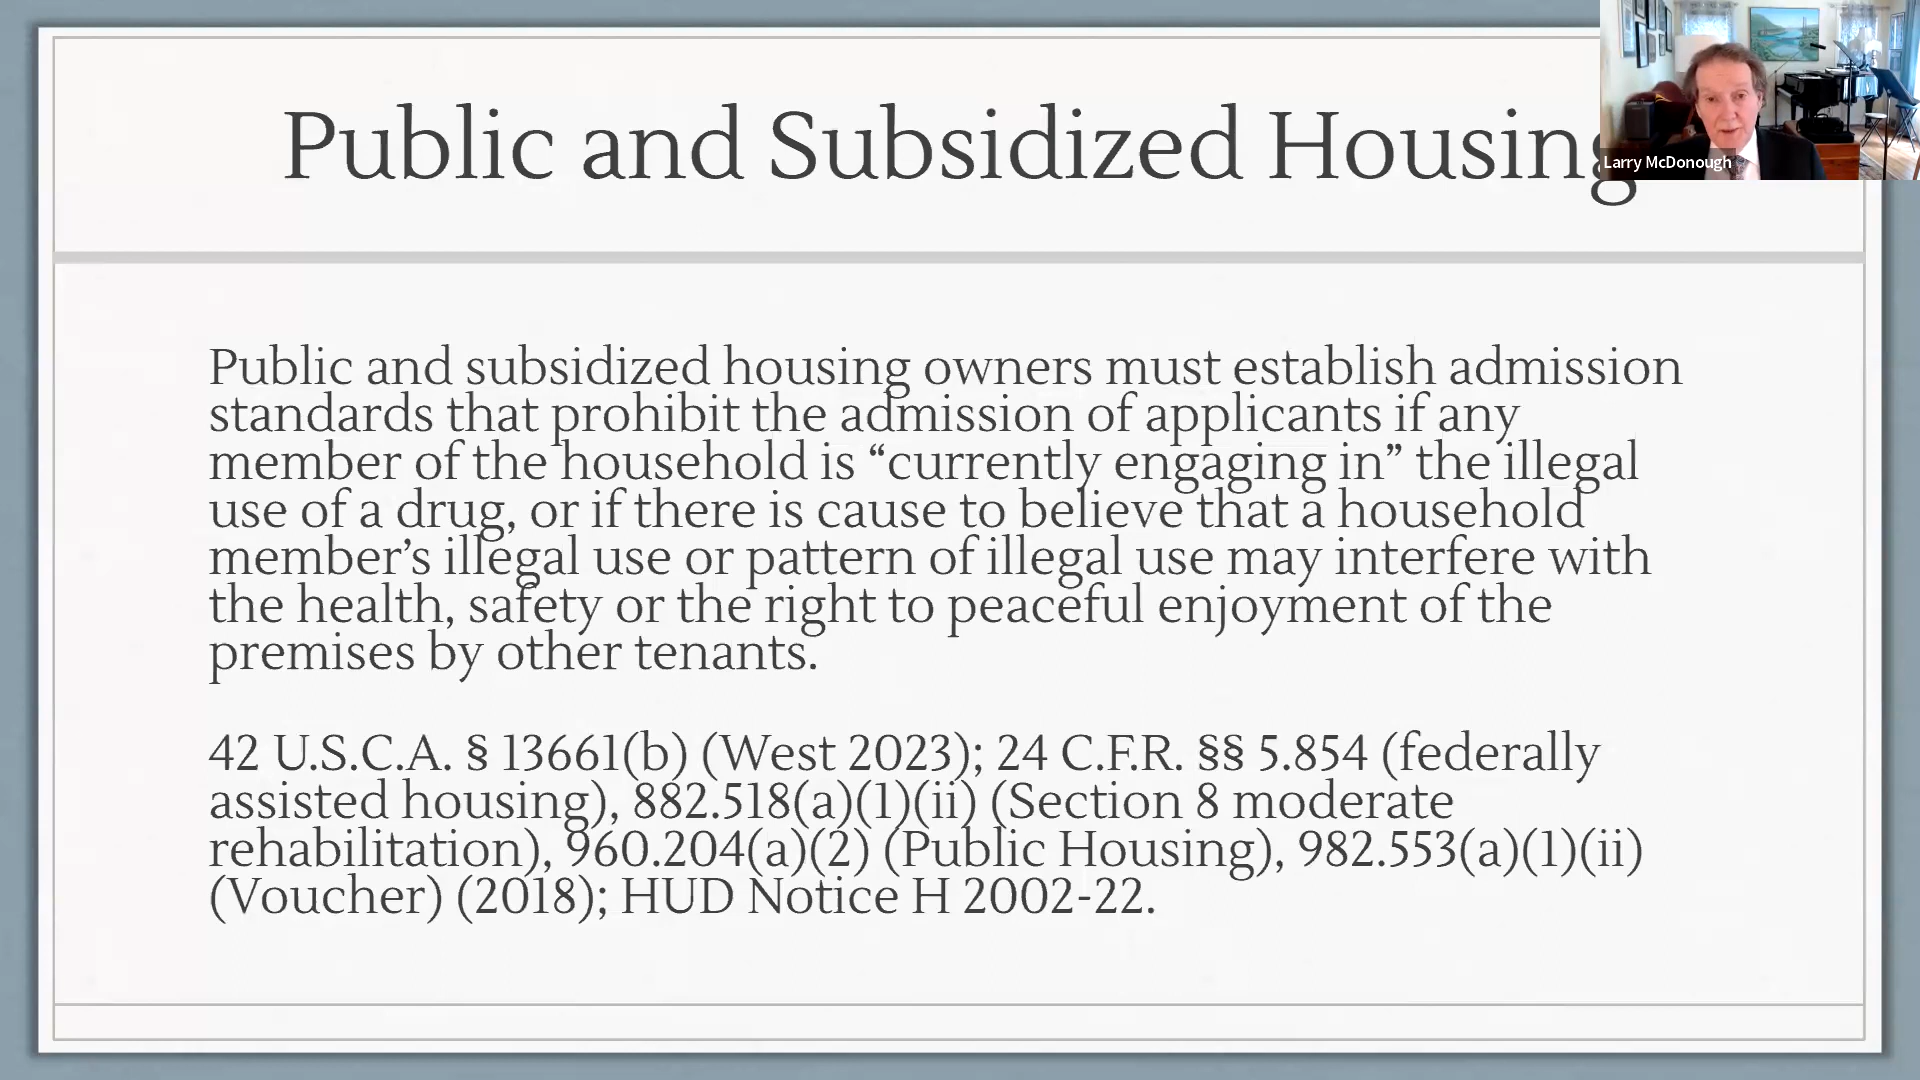 Public and Subsidized Housing
Larry McDonough
Public and subsidized housing owners must establish admission
standards that prohibit the admission of applicants if any
member of the household is “currently engaging in” the illegal
use of a drug, or if there is cause to believe that a household
member’s illegal use or pattern of illegal use may interfere with
the health, safety or the right to peaceful enjoyment of the
premises by other tenants.
42 U.S.C.A. § 13661(b) (West 2023); 24 C.F.R. §§ 5.854 (federally
assisted housing), 882.518(a)(1)(ii) (Section 8 moderate
rehabilitation), 960.204(a)(2) (Public Housing), 982.553(a)(1)(ii)
(Voucher) (2018); HUD Notice H 2002-22.